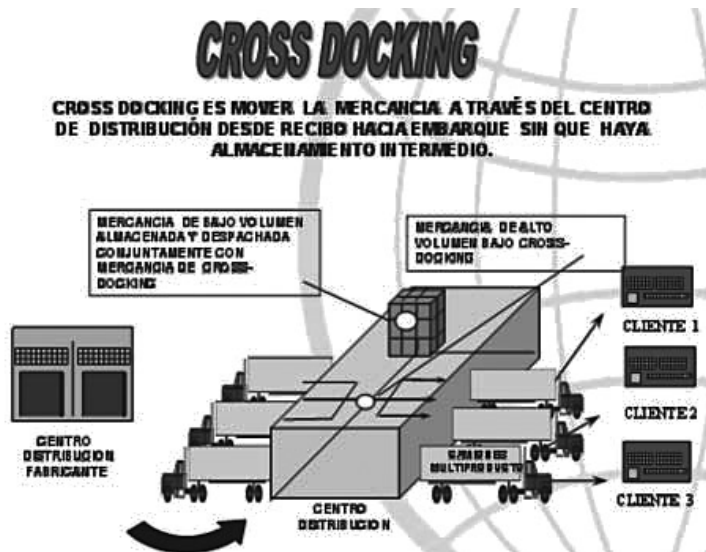 CROSS DOCKING
CROSS DOCKING ES MOVER LA MERCANCIA A TRAVÉS DEL CENTRO
DE DISTRIBUCIÓN DESDE RECIBO HACIA EMBARQUE SIN QUE HAYA
ALMACENAMIENTO INTERMEDIO.
MERCANCIA DE BAJO VOLUMEN
ALMACENADA Y DESPACHADA
CONJUNTAMENTE CON
MERCANCIA DE CROSS-
DOCKING
MERCANCIA DE ALTO
VOLUMEN BAJO CROSS-
DOCKING
CLIENTE 1
CLIENTE 2
CLIENTE 3
CENTRO
DISTRIBUCION
FABRICANTE
CAMIONES
MULTIPRODUCTO
CENTRO
DISTRIBUCION